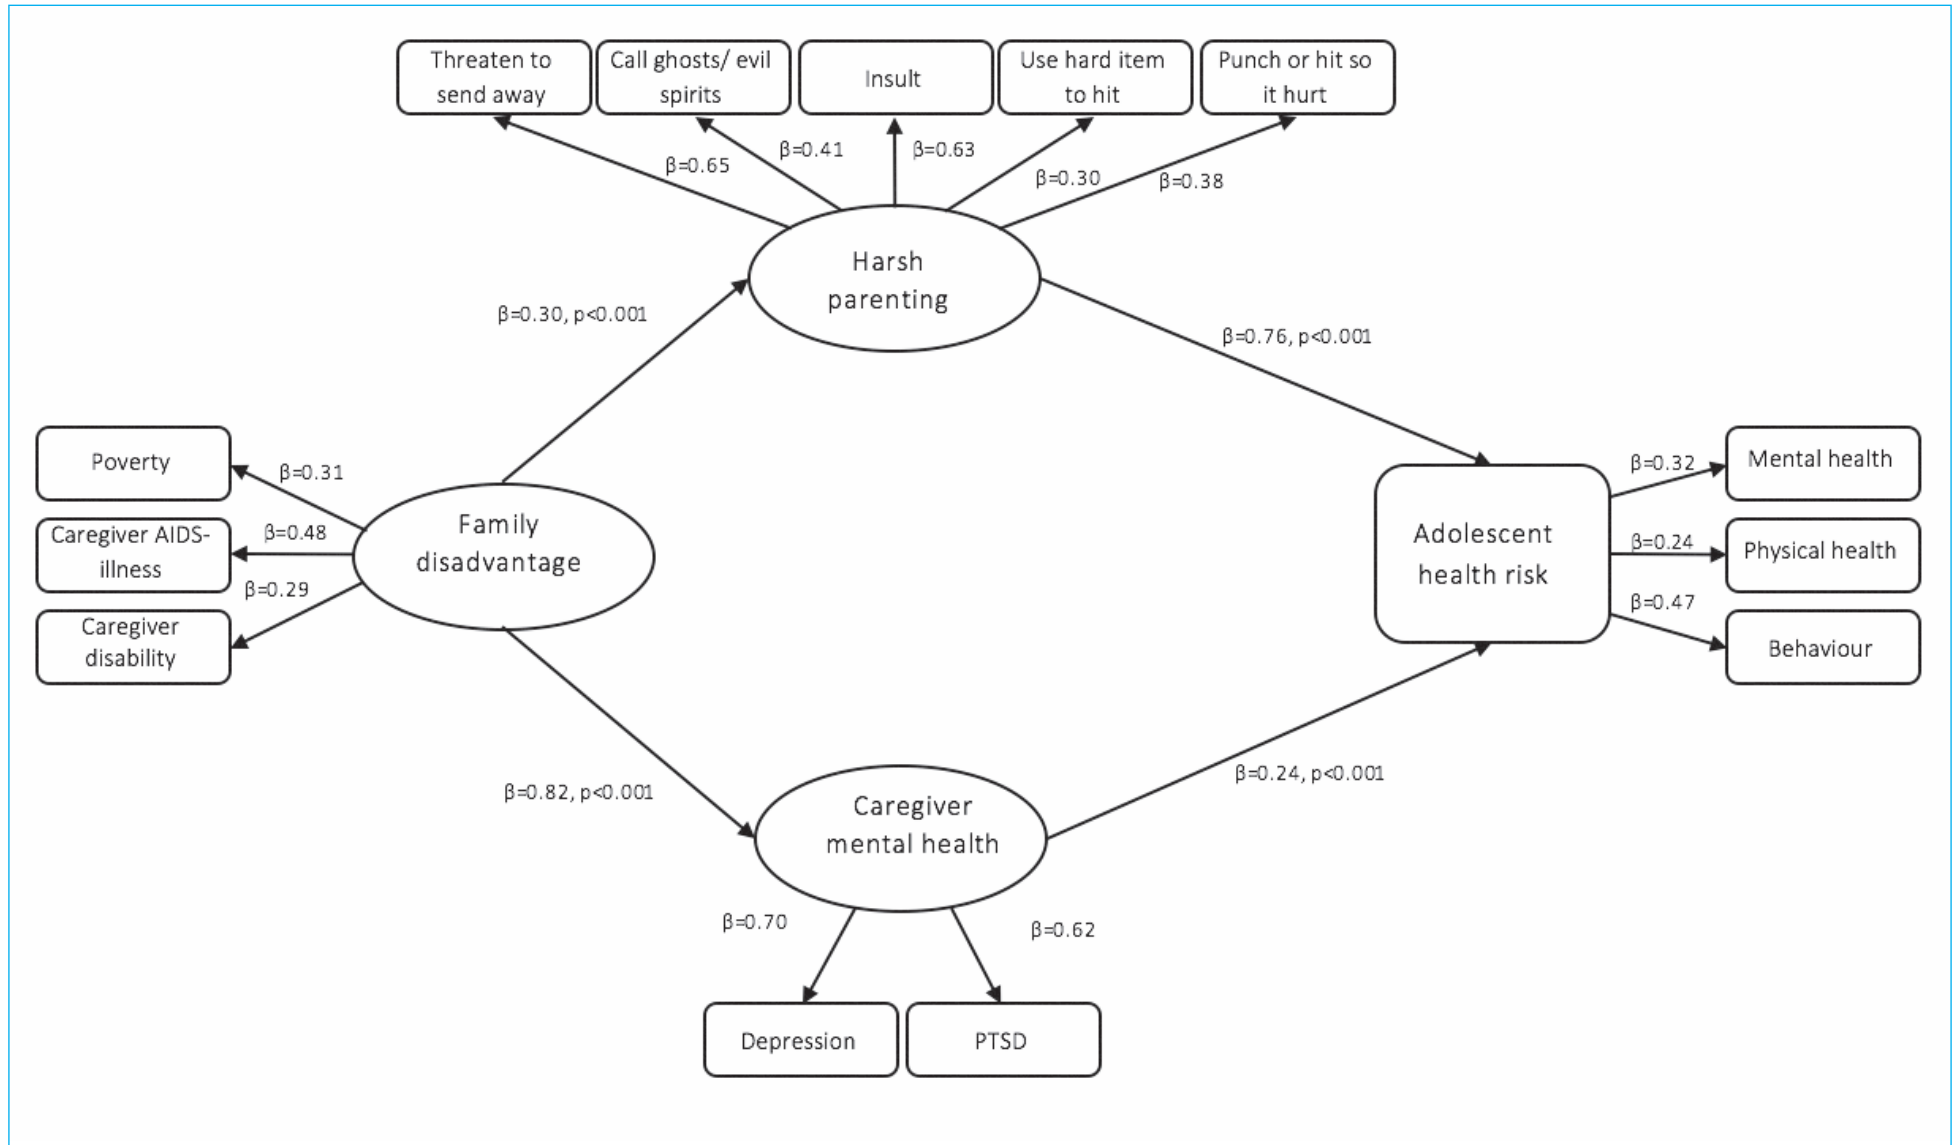 Threaten to
send away
Call ghosts/ evil
spirits
Insult
Use hard item
to hit
Punch or hit so
it hurt
β=0.65
β=0.41
β=0.63
β=0.30
β=0.38
Harsh
parenting
β=0.30, p<0.001
β=0.76, p<0.001
Poverty
Caregiver AIDS-
illness
Caregiver
disability
β=0.31
β=0.48
β=0.29
Family
disadvantage
Adolescent
health risk
β=0.32
β=0.24
β=0.47
Mental health
Physical health
Behaviour
β=0.82, p<0.001
β=0.24, p<0.001
Caregiver
mental health
β=0.70
β=0.62
Depression
PTSD